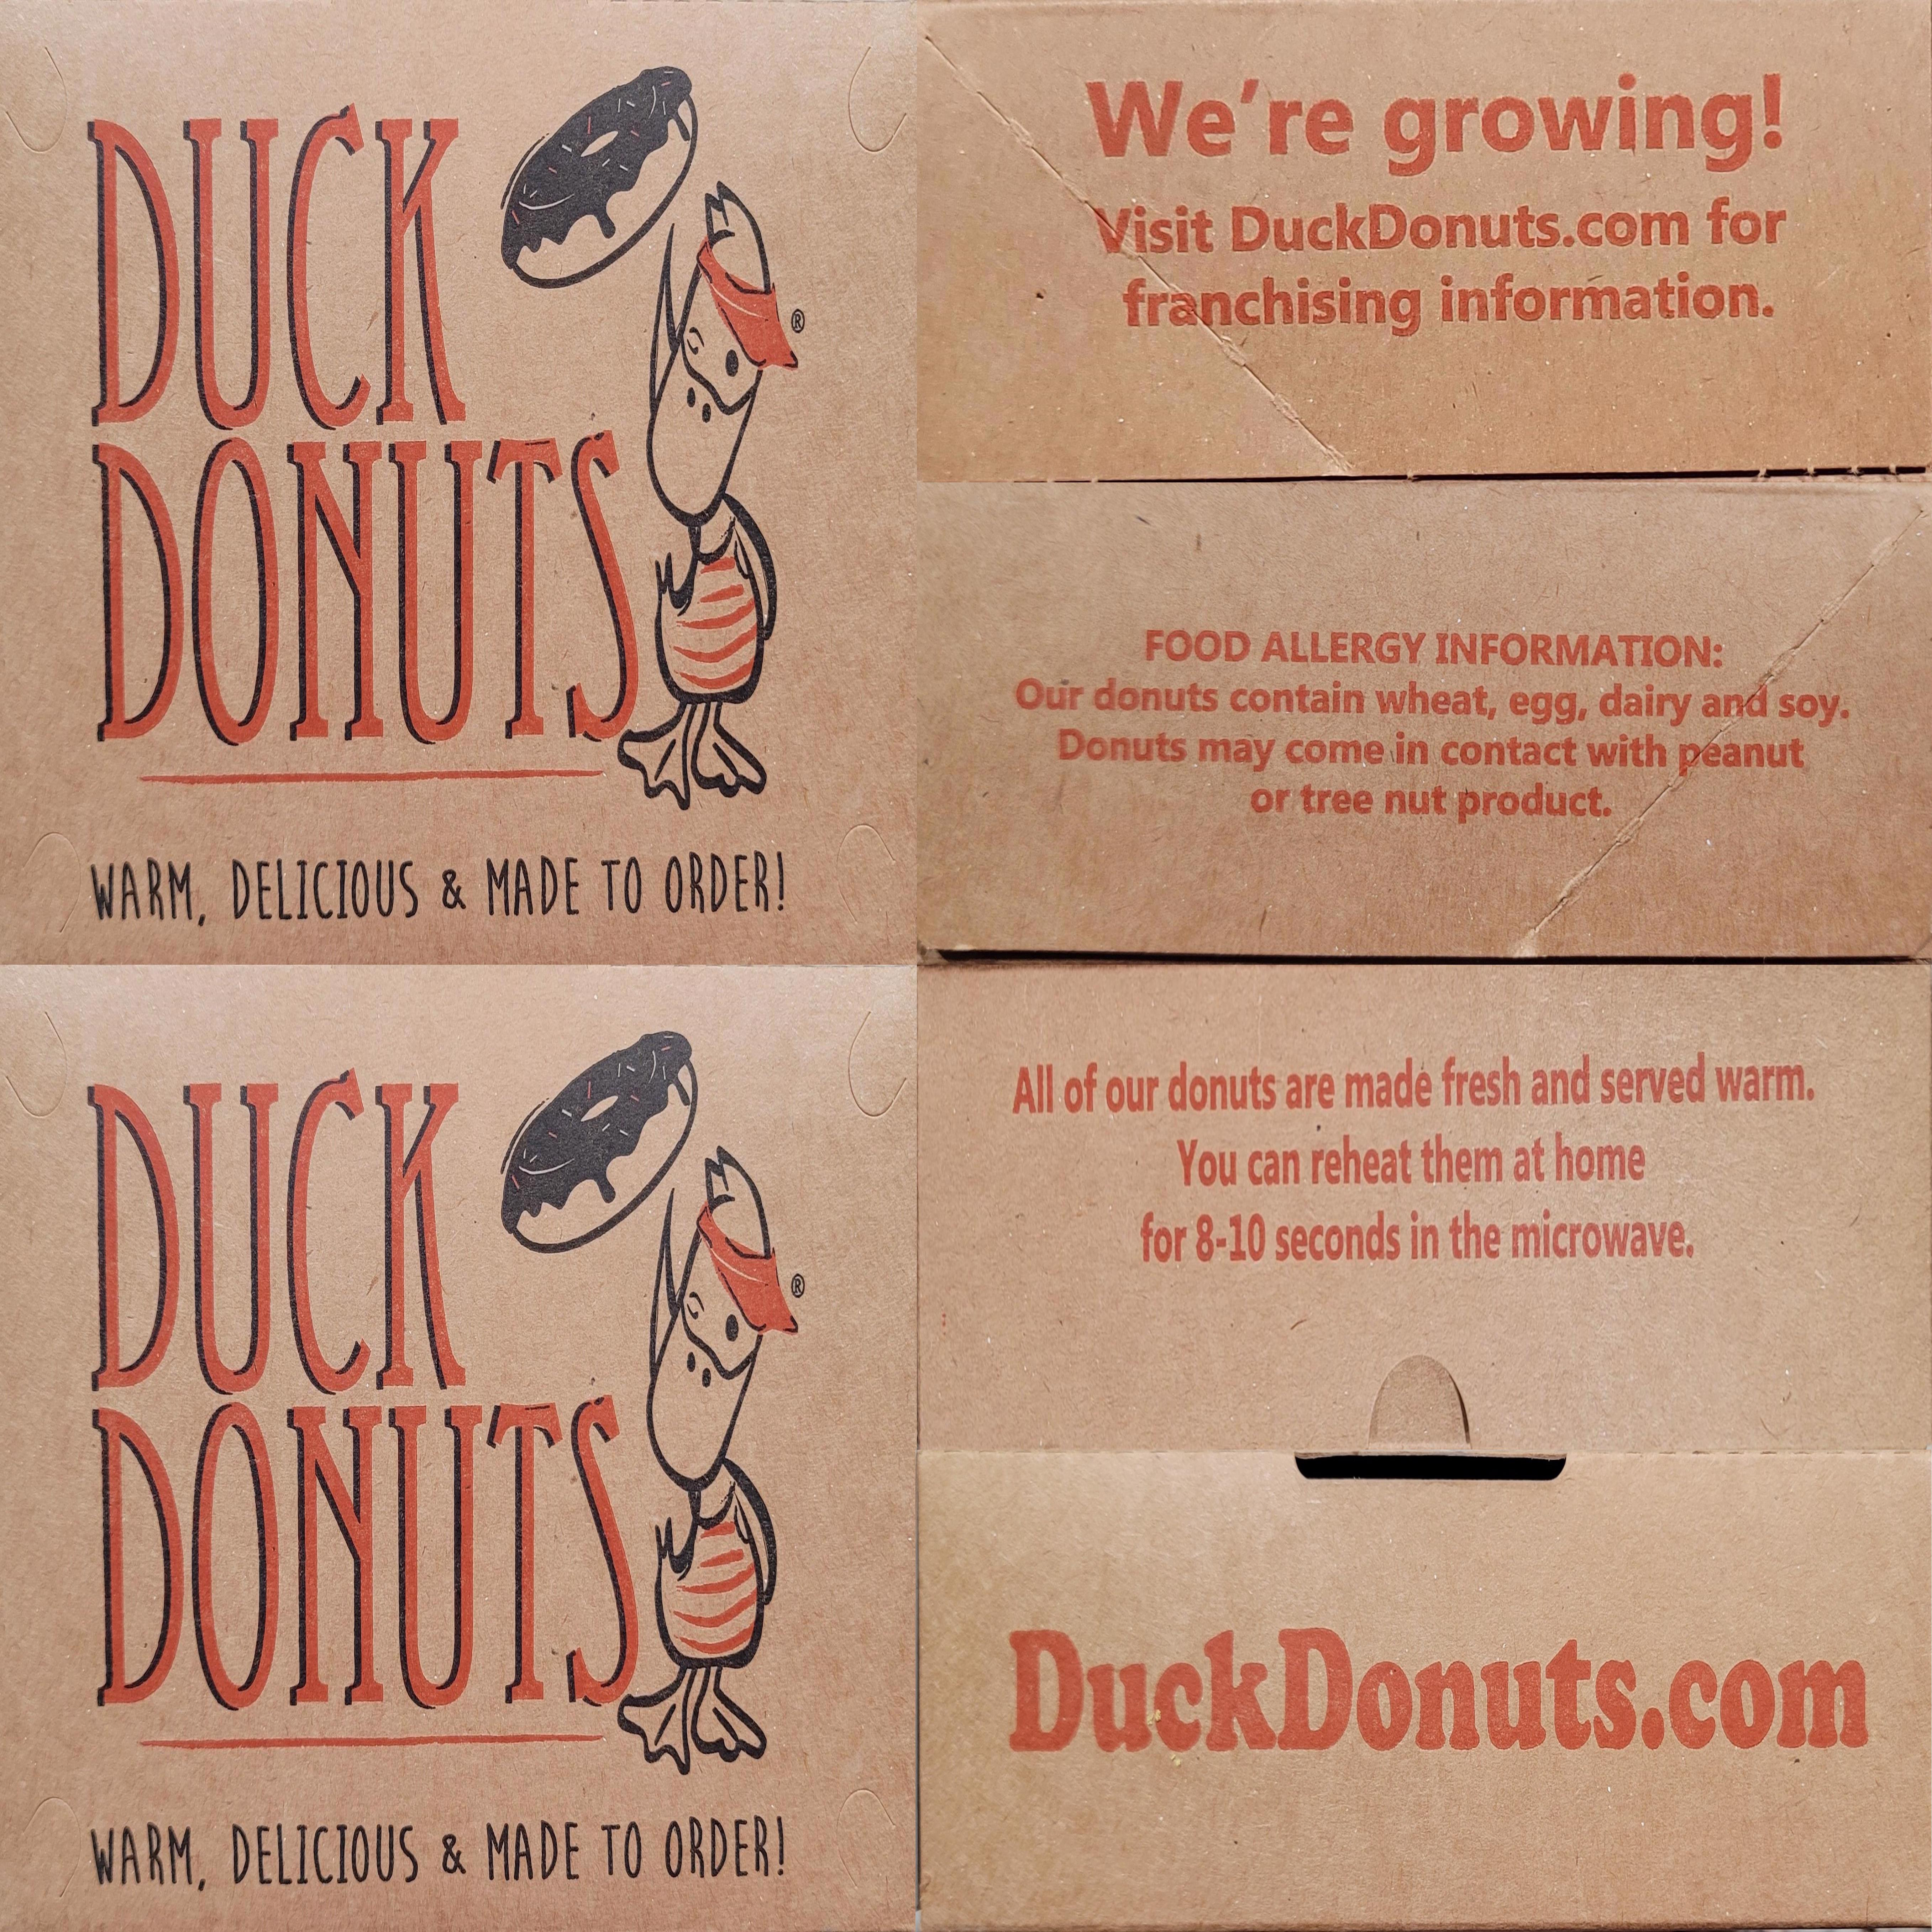 DUCK
DONUTS
®
WARM, DELICIOUS & MADE TO ORDER!
We're growing!
Visit DuckDonuts.com for
franchising information.
FOOD ALLERGY INFORMATION:
Our donuts contain wheat, egg, dairy and soy.
Donuts may come in contact with peanut
or tree nut product.
DUCK
DONUTS
®
WARM, DELICIOUS & MADE TO ORDER!
All of our donuts are made fresh and served warm.
You can reheat them at home
for 8-10 seconds in the microwave.
DuckDonuts.com